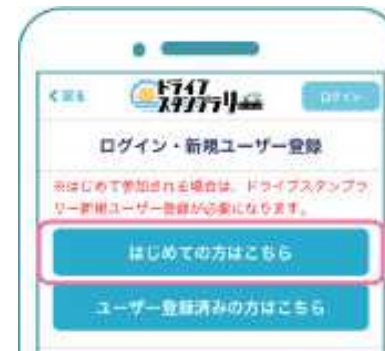 <戻る
ドライブ
スタンプラリー
ログイン
ログイン・新規ユーザー登録
※はじめて参加される場合は、ドライブスタンプラ
リー新規ユーザー登録が必要になります。
はじめての方はこちら
ユーザー登録済みの方はこちら